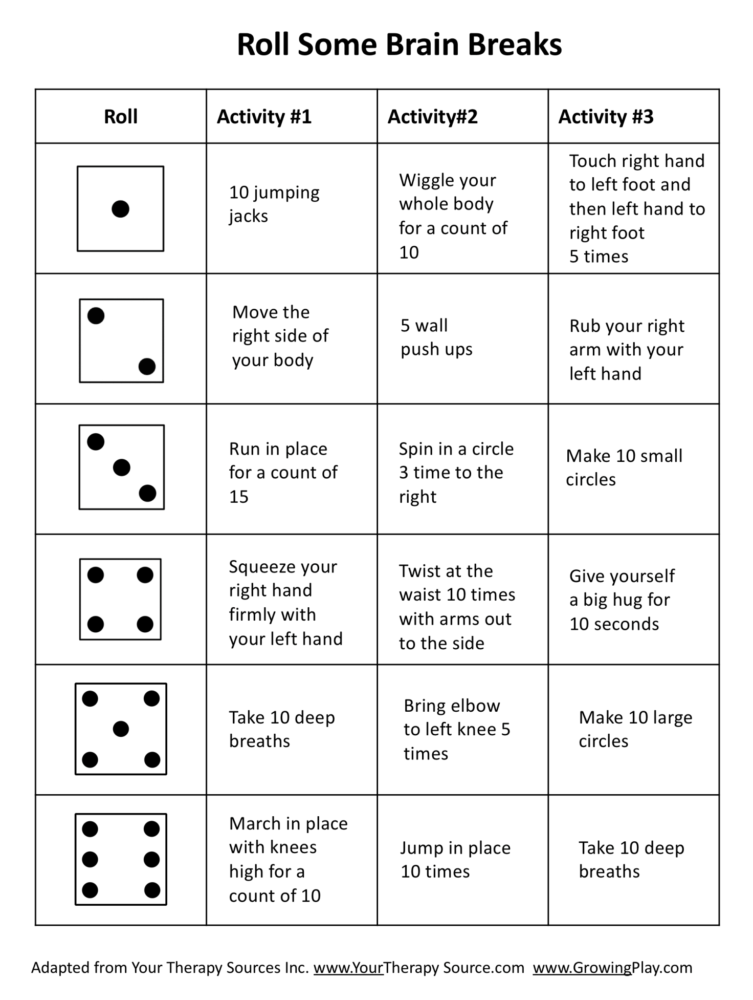 Roll Some Brain Breaks
Roll
Activity #1
Activity#2
Activity #3
10 jumping
jacks
Wiggle your
whole body
for a count of
10
Touch right hand
to left foot and
then left hand to
right foot
5 times
Move the
right side of
your body
5 wall
push ups
Rub your right
arm with your
left hand
Run in place
for a count of
15
Spin in a circle
3 time to the
right
Make 10 small
circles
Squeeze your
right hand
firmly with
your left hand
Twist at the
waist 10 times
with arms out
to the side
Give yourself
a big hug for
10 seconds
Take 10 deep
breaths
Bring elbow
to left knee 5
times
Make 10 large
circles
March in place
with knees
high for a
count of 10
Jump in place
10 times
Take 10 deep
breaths
Adapted from Your Therapy Sources Inc. www.YourTherapy Source.com www.GrowingPlay.com